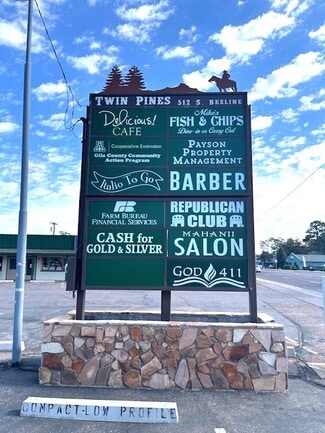 TWIN PINES 512 S. BEELINE
Delicious!
CAFE
Mike's
FISH & CHIPS
Dine-in or Carry Out
Cooperative Extension
Gila County Community
Action Program
PAYSON
PROPERTY
MANAGEMENT
Italio To Go
BARBER
FARM BUREAU
FINANCIAL SERVICES
REPUBLICAN
CLUB
CASH for
GOLD & SILVER
MAHANII
SALON
GOD 411
COMPACT-LOW PROFILE